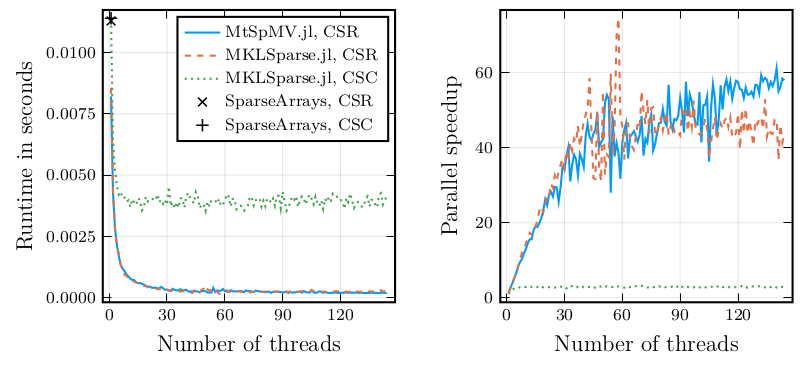 MtSpMV.jl, CSR
MKLSparse.jl, CSR
MKLSparse.jl, CSC
SparseArrays, CSR
SparseArrays, CSC
0.0100
0.0075
0.0050
0.0025
0.0000
Runtime in seconds
0 30 60 90 120
Number of threads
60
40
20
0
Parallel speedup
0 30 60 90 120
Number of threads